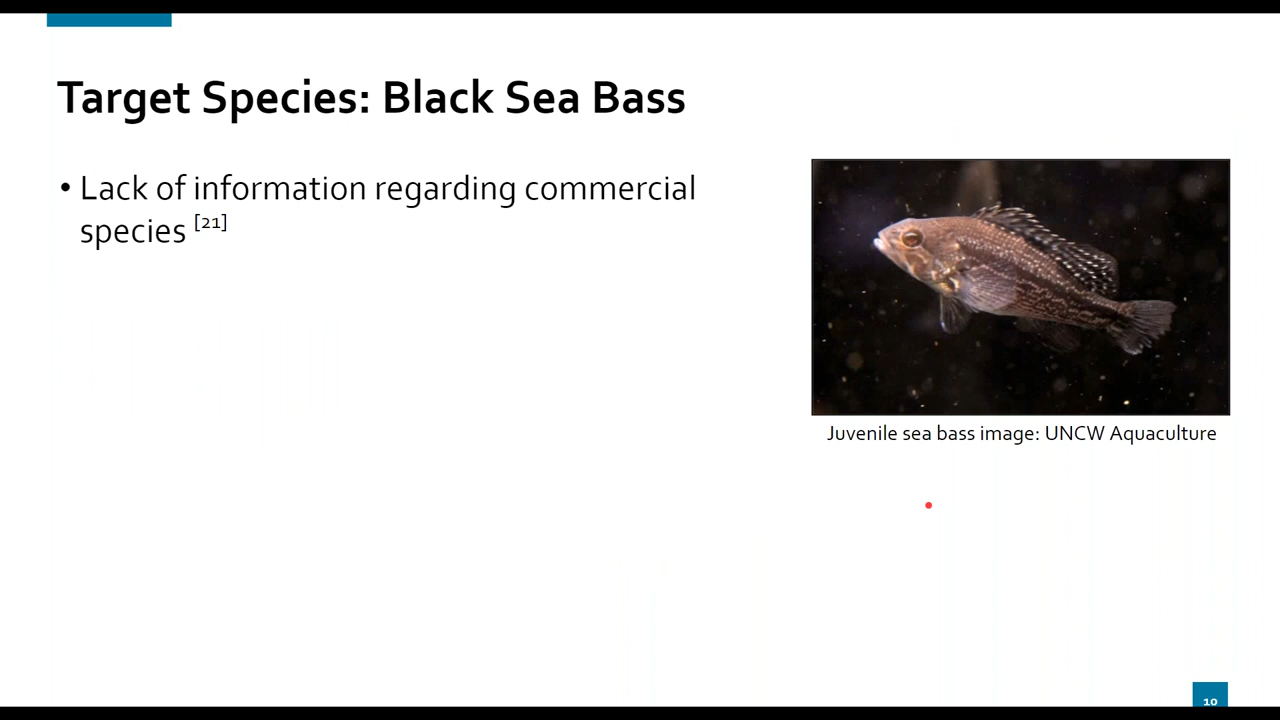 Target Species: Black Sea Bass
• Lack of information regarding commercial
species [21]
Juvenile sea bass image: UNCW Aquaculture
10